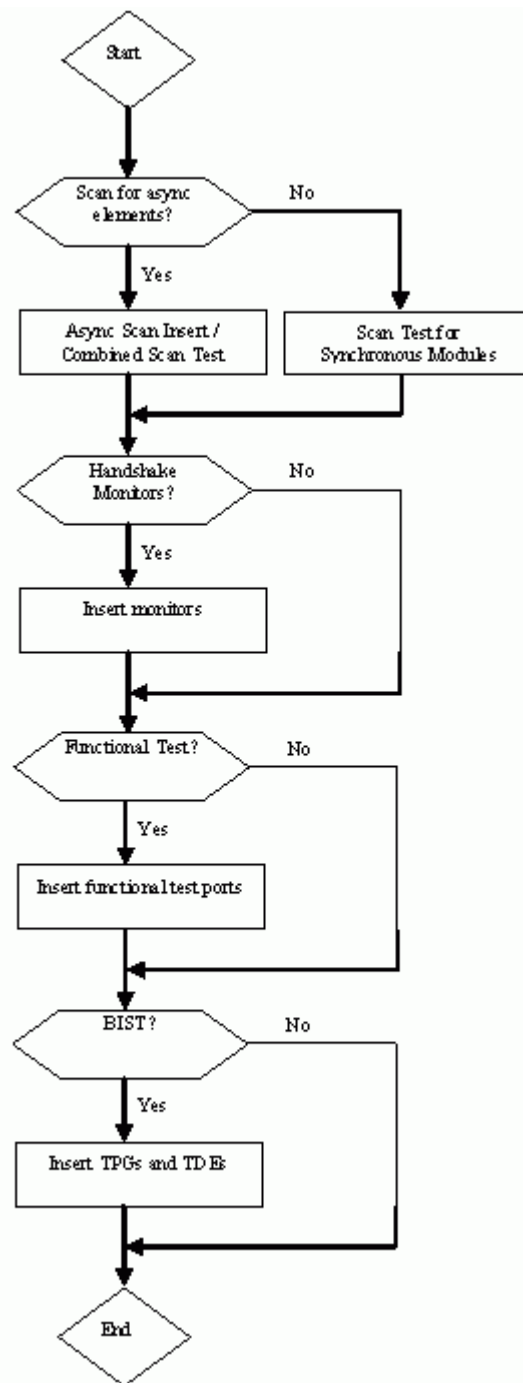 Start
Scan for async
elements?
No
Yes
Async Scan Insert /
Combined Scan Test
Scan Test for
Synchronous Modules
Handshake
Monitors?
No
Yes
Insert monitors
Functional Test?
No
Yes
Insert functional test ports
BIST?
No
Yes
Insert TPGs and TDEs
End